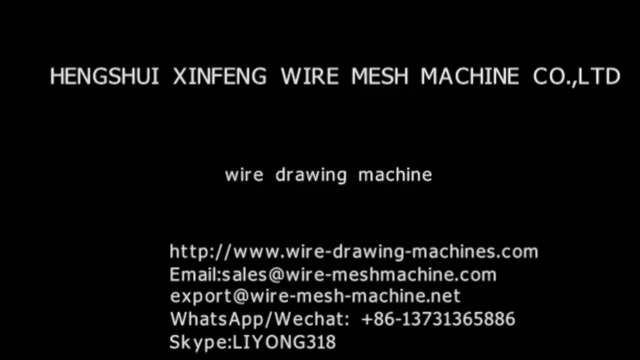 HENGSHUI XINFENG WIRE MESH MACHINE CO.,LTD
wire drawing machine
http://www.wire-drawing-machines.com
Email:sales@wire-meshmachine.com
export@wire-mesh-machine.net
WhatsApp/Wechat: +86-13731365886
Skype:LIYONG318